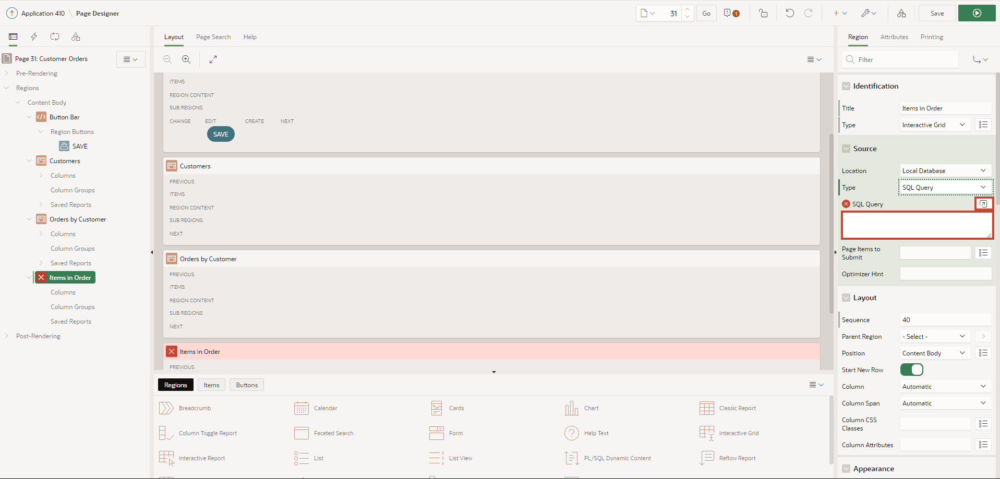 Application 410 \ Page Designer
31
Go
1
Save
Layout
Page Search
Help
Region
Attributes
Printing
Page 31: Customer Orders
Pre-Rendering
Regions
Content Body
Button Bar
Region Buttons
SAVE
Customers
Columns
Column Groups
Saved Reports
Orders by Customer
Columns
Column Groups
Saved Reports
Items in Order
Columns
Column Groups
Saved Reports
Post-Rendering
ITEMS
REGION CONTENT
SUB REGIONS
CHANGE
EDIT
CREATE
NEXT
SAVE
Customers
PREVIOUS
ITEMS
REGION CONTENT
SUB REGIONS
NEXT
Orders by Customer
PREVIOUS
ITEMS
REGION CONTENT
SUB REGIONS
NEXT
Items in Order
PREVIOUS
Regions
Items
Buttons
Breadcrumb
Calendar
Cards
Chart
Classic Report
Column Toggle Report
Faceted Search
Form
Help Text
Interactive Grid
Interactive Report
List
List View
PL/SQL Dynamic Content
Reflow Report
Filter
Identification
Title
Items in Order
Type
Interactive Grid
Source
Location
Local Database
Type
SQL Query
SQL Query
Page Items to
Submit
Optimizer Hint
Layout
Sequence
40
Parent Region
- Select -
Position
Content Body
Start New Row
Column
Automatic
Column Span
Automatic
Column CSS
Classes
Column Attributes
Appearance